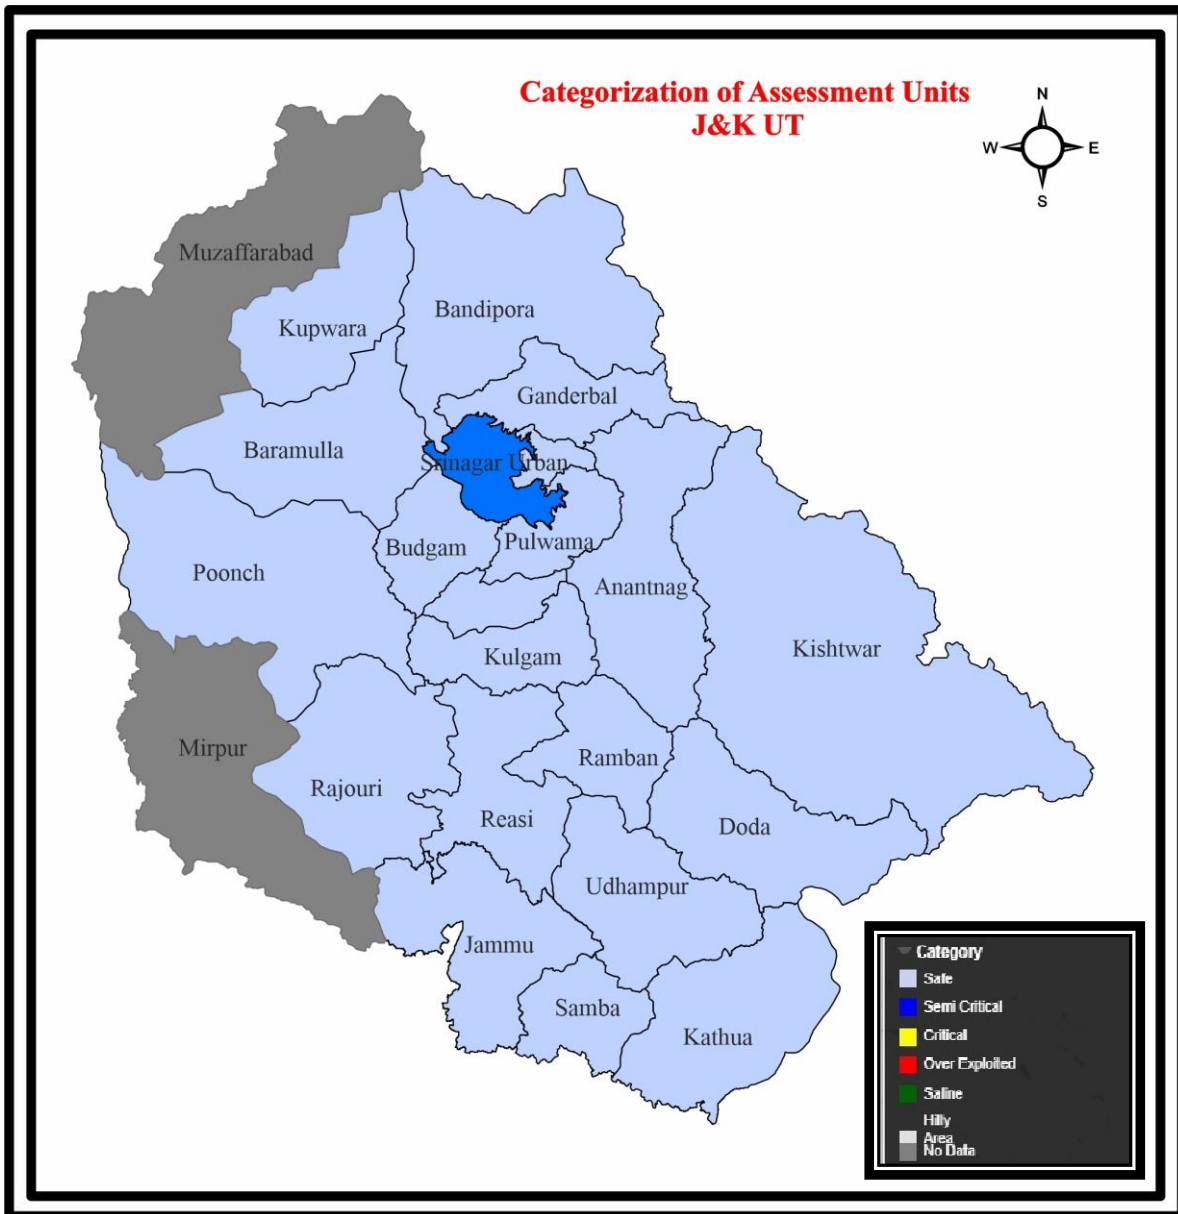 Categorization of Assessment Units
J&K UT
N
W
E
S
Muzaffarabad
Kupwara
Bandipora
Ganderbal
Baramulla
Srinagar Urban
Budgam
Pulwama
Poonch
Anantnag
Kulgam
Kishtwar
Mirpur
Ramban
Rajouri
Reasi
Doda
Udhampur
Jammu
Samba
Kathua
Category
Safe
Semi Critical
Critical
Over Exploited
Saline
Hilly
Area
No Data